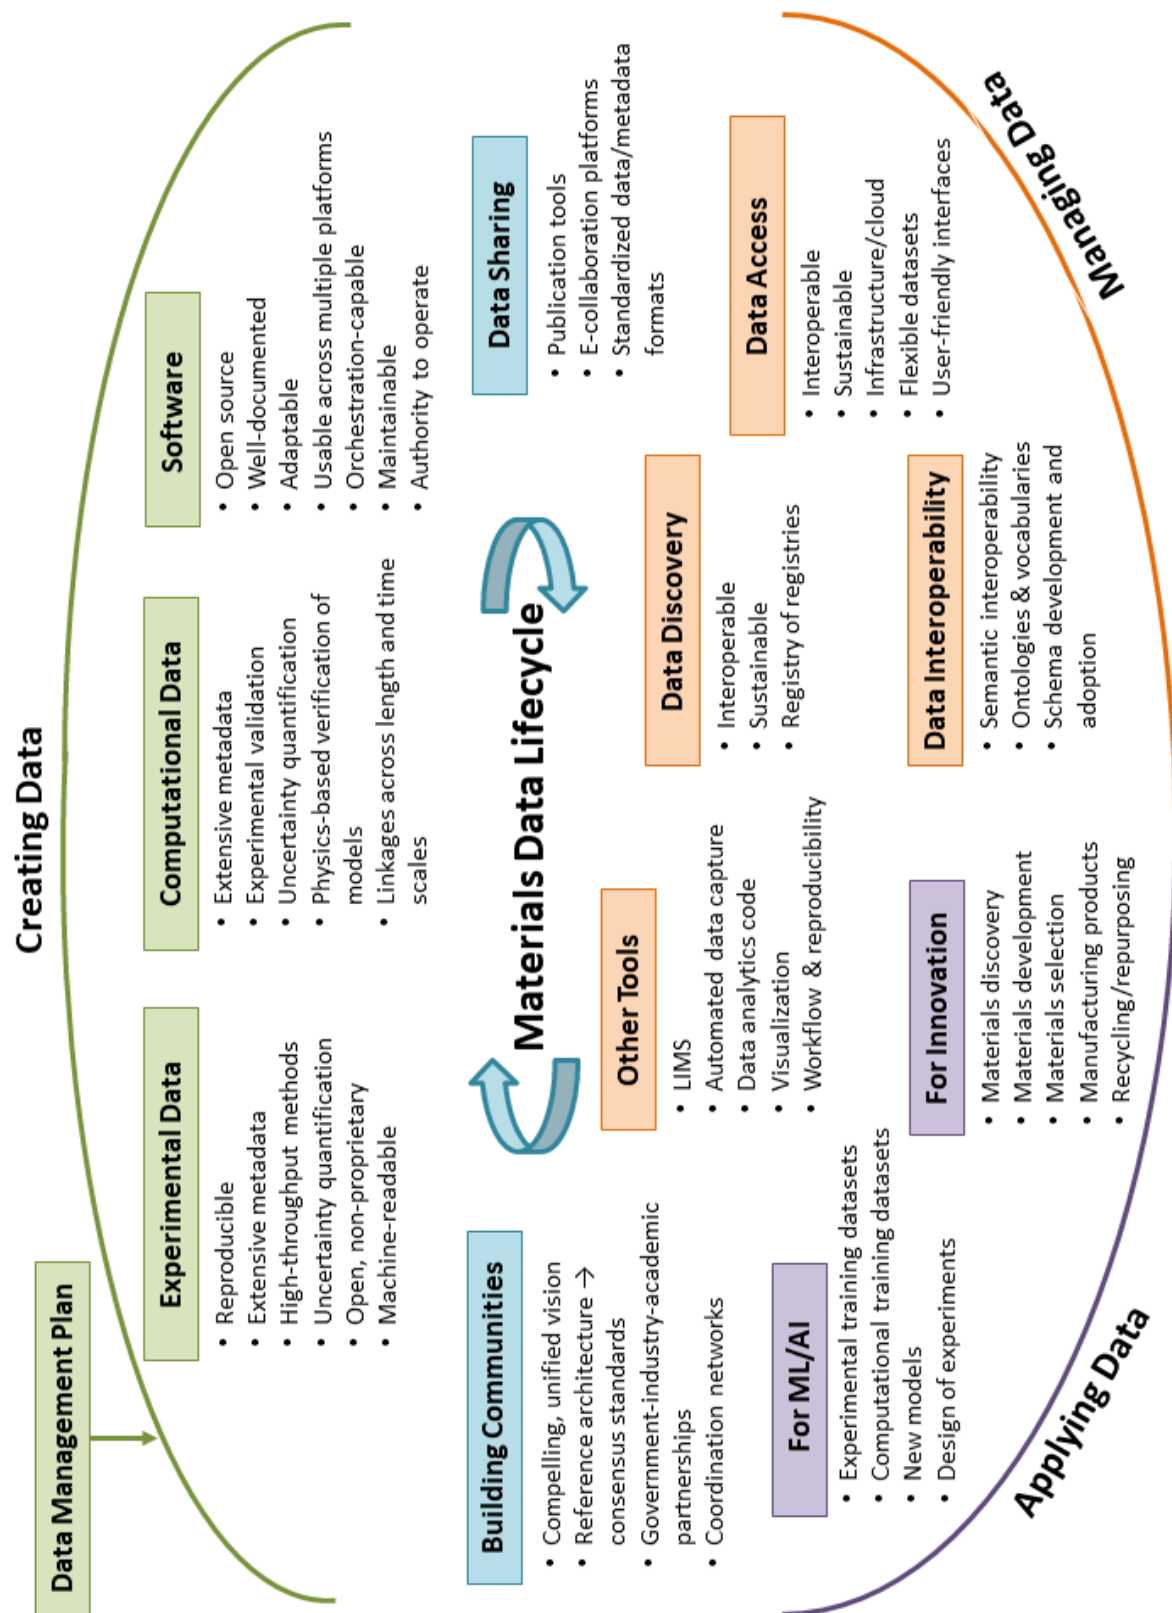 Creating Data
Data Management Plan
Experimental Data
• Reproducible
• Extensive metadata
• High-throughput methods
• Uncertainty quantification
• Open, non-proprietary
• Machine-readable
Computational Data
• Extensive metadata
• Experimental validation
• Uncertainty quantification
• Physics-based verification of
models
• Linkages across length and time
scales
Software
• Open source
• Well-documented
• Adaptable
• Usable across multiple platforms
• Orchestration-capable
• Maintainable
• Authority to operate
Building Communities
• Compelling, unified vision
• Reference architecture →
consensus standards
• Government-industry-academic
partnerships
• Coordination networks
Materials Data Lifecycle
Data Sharing
• Publication tools
• E-collaboration platforms
• Standardized data/metadata
formats
Other Tools
• LIMS
• Automated data capture
• Data analytics code
• Visualization
• Workflow & reproducibility
Data Discovery
• Interoperable
• Sustainable
• Registry of registries
Data Access
• Interoperable
• Sustainable
• Infrastructure/cloud
• Flexible datasets
• User-friendly interfaces
For ML/AI
• Experimental training datasets
• Computational training datasets
• New models
• Design of experiments
For Innovation
• Materials discovery
• Materials development
• Materials selection
• Manufacturing products
• Recycling/repurposing
Data Interoperability
• Semantic interoperability
• Ontologies & vocabularies
• Schema development and
adoption
Applying Data
Managing Data